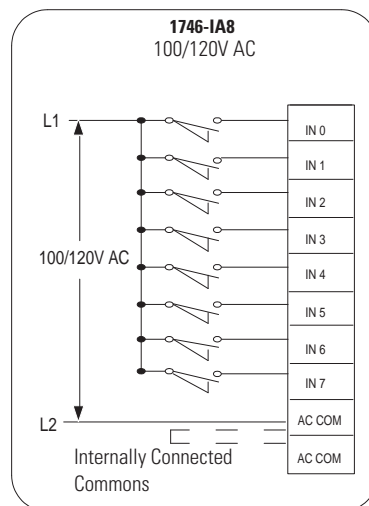 1746-IA8
100/120V AC
L1
IN 0
IN 1
IN 2
IN 3
100/120V AC
IN 4
IN 5
IN 6
IN 7
L2
AC COM
Internally Connected
Commons
AC COM